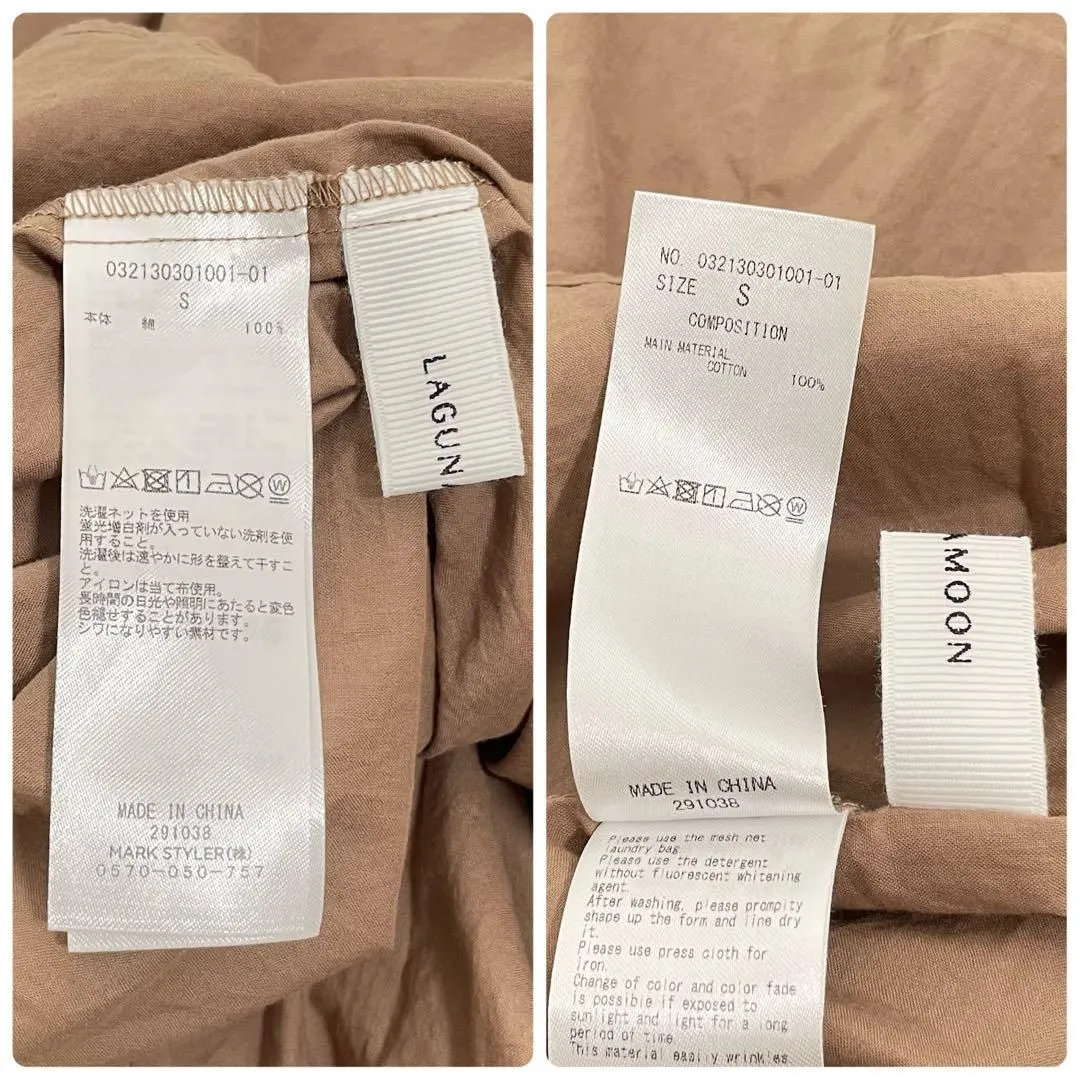 032130301001-01
S
本体 綿 100%
洗濯ネットを使用
蛍光増白剤が入っていない洗剤を使
用すること。
洗濯後は速やかに形を整えて干すこ
と。
アイロンは当て布使用。
長時間の日光や照明にあたると変色
色褪せすることがあります。
シワになりやすい素材です。
MADE IN CHINA
291038
MARK STYLER(株)
0570-050-757
LAGUNA
NO. 032130301001-01
SIZE S
COMPOSITION
MAIN MATERIAL
COTTON 100%
W
MADE IN CHINA
291038
Please use the mesh net
laundry bag.
Please use the detergent
without fluorescent whitening
agent.
After washing, please promptly
shape up the form and line dry
it.
Please use press cloth for
Iron.
Change of color and color fade
is possible if exposed to
sunlight and light for a long
period of time.
This material easily wrinkles.
AMOON